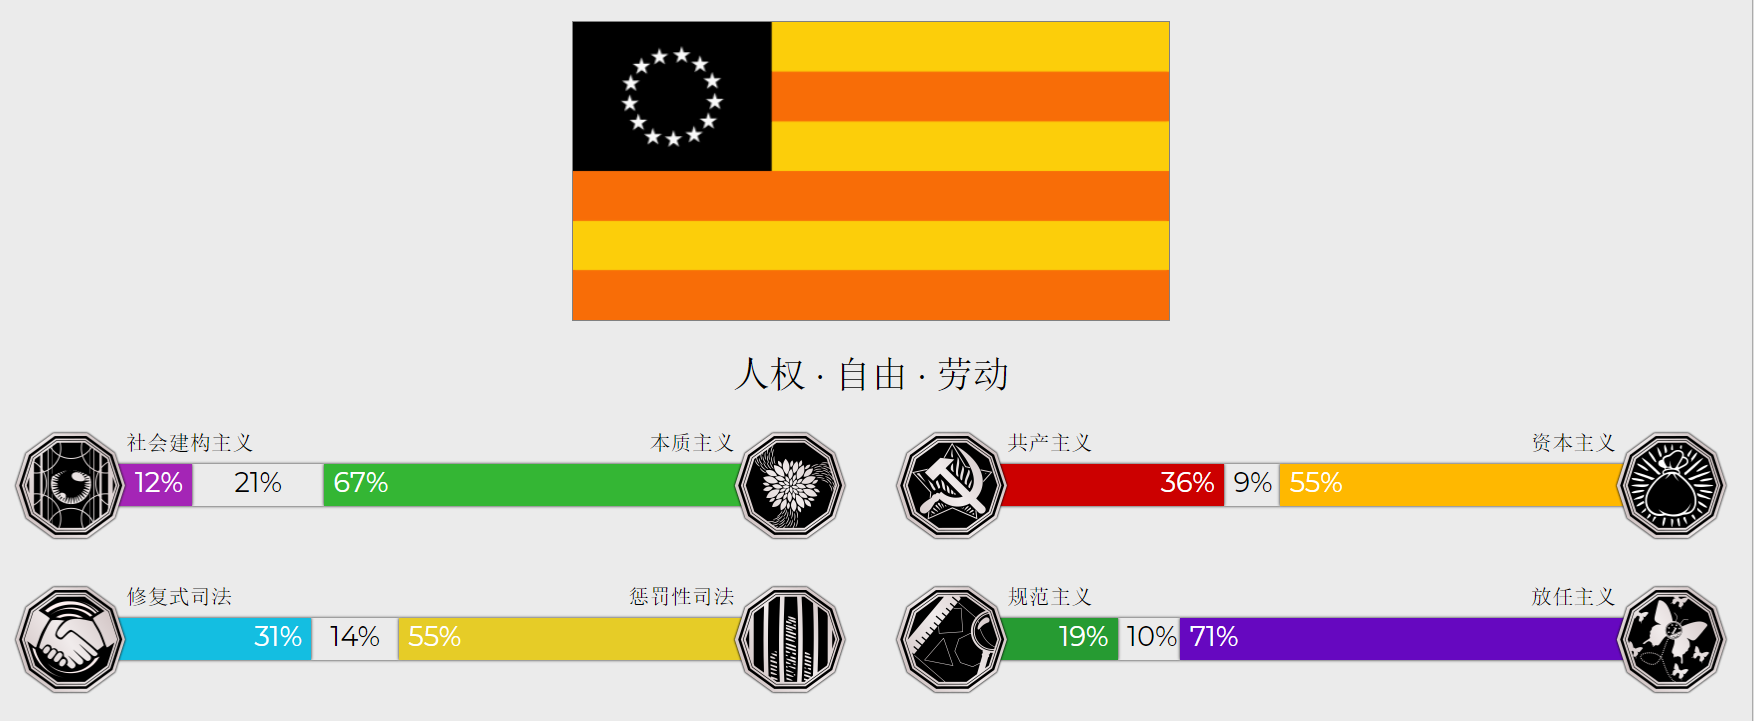 人权 · 自由 · 劳动
社会建构主义 本质主义
12% 21% 67%
共产主义 资本主义
36% 9% 55%
修复式司法 惩罚性司法
31% 14% 55%
规范主义 放任主义
19% 10% 71%